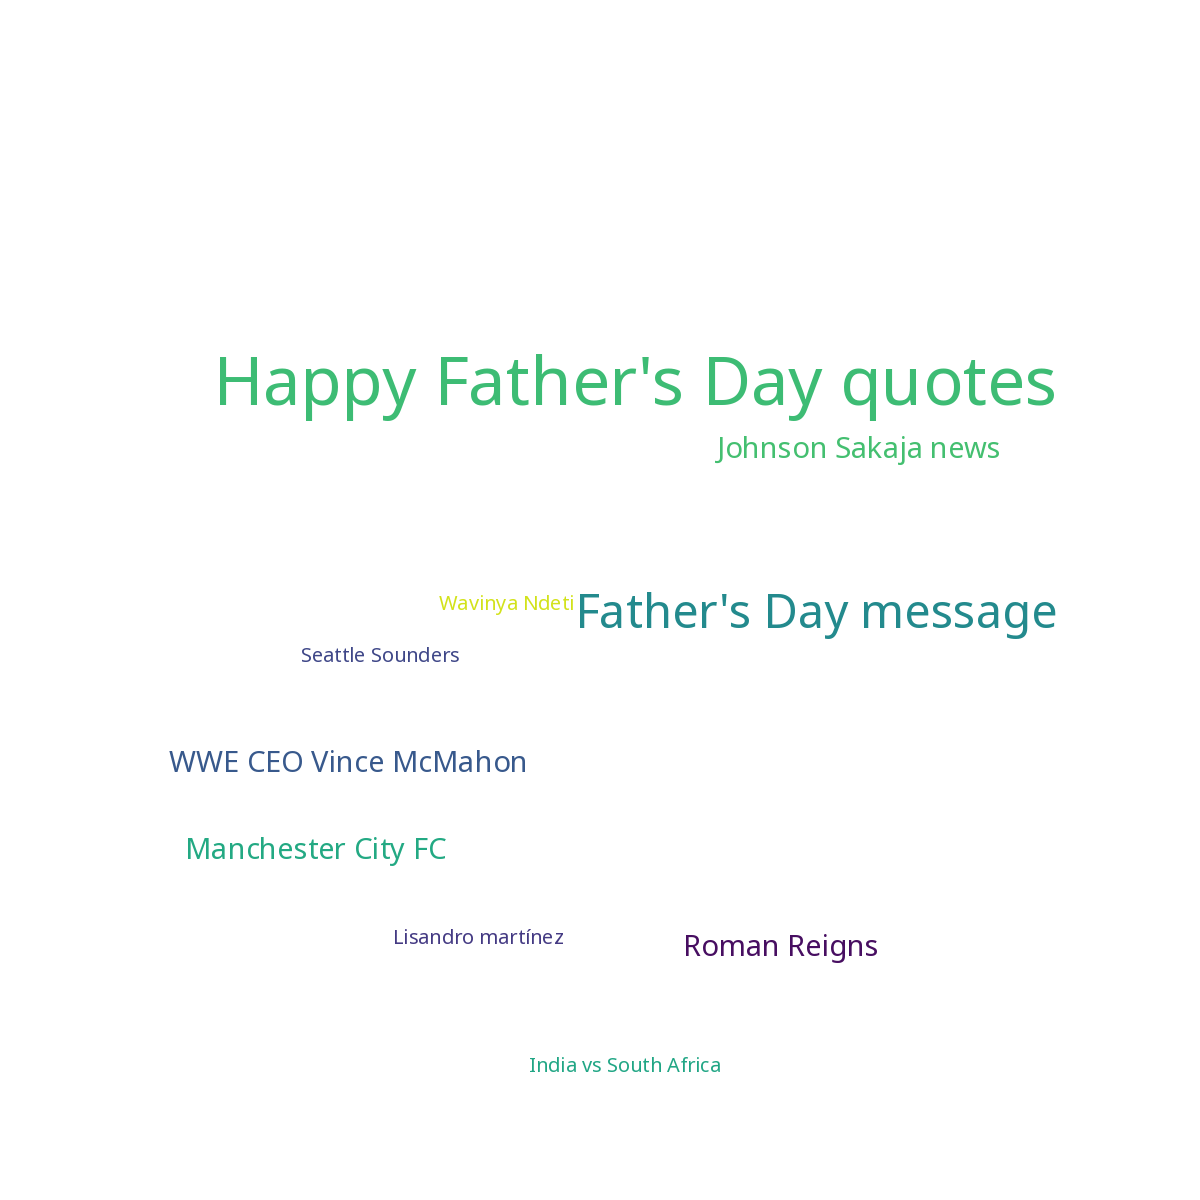 Happy Father's Day quotes
Johnson Sakaja news
Wavinya Ndeti
Father's Day message
Seattle Sounders
WWE CEO Vince McMahon
Manchester City FC
Lisandro martínez
Roman Reigns
India vs South Africa